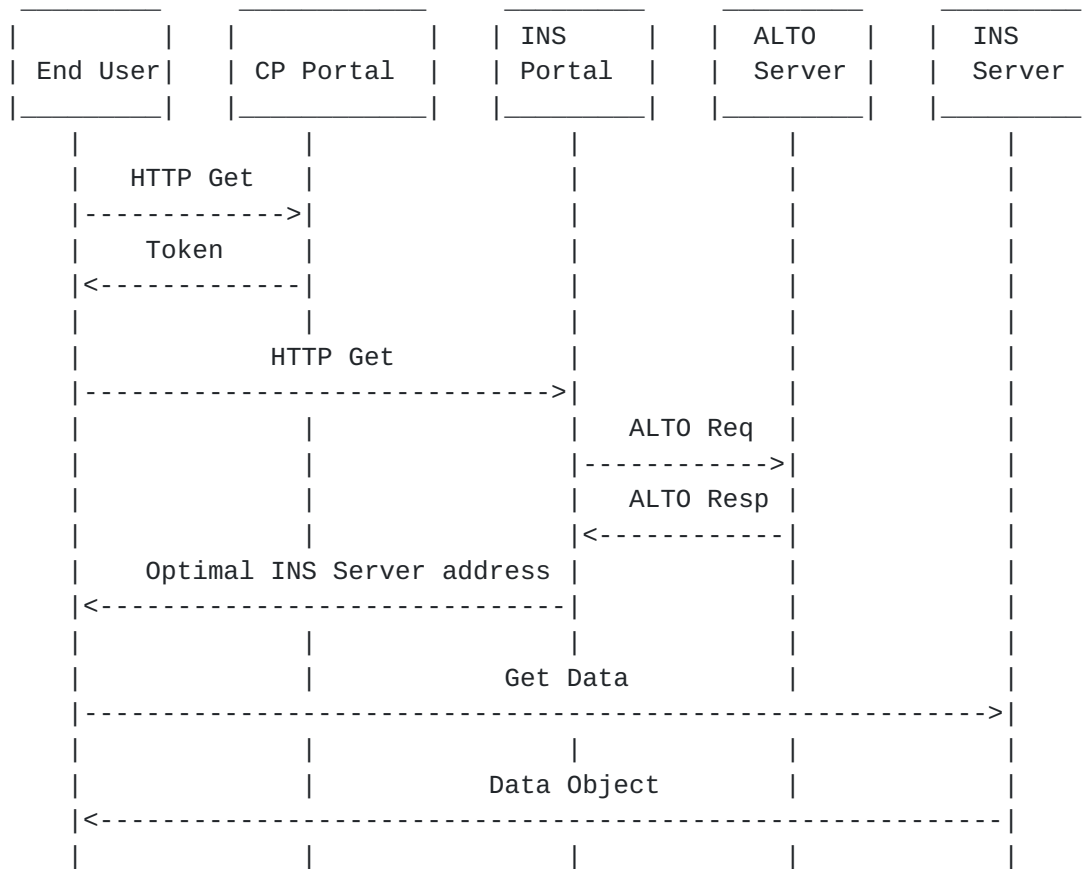 INS ALTO INS
End User CP Portal Portal Server Server
HTTP Get
Token
HTTP Get
ALTO Req
ALTO Resp
Optimal INS Server address
Get Data
Data Object